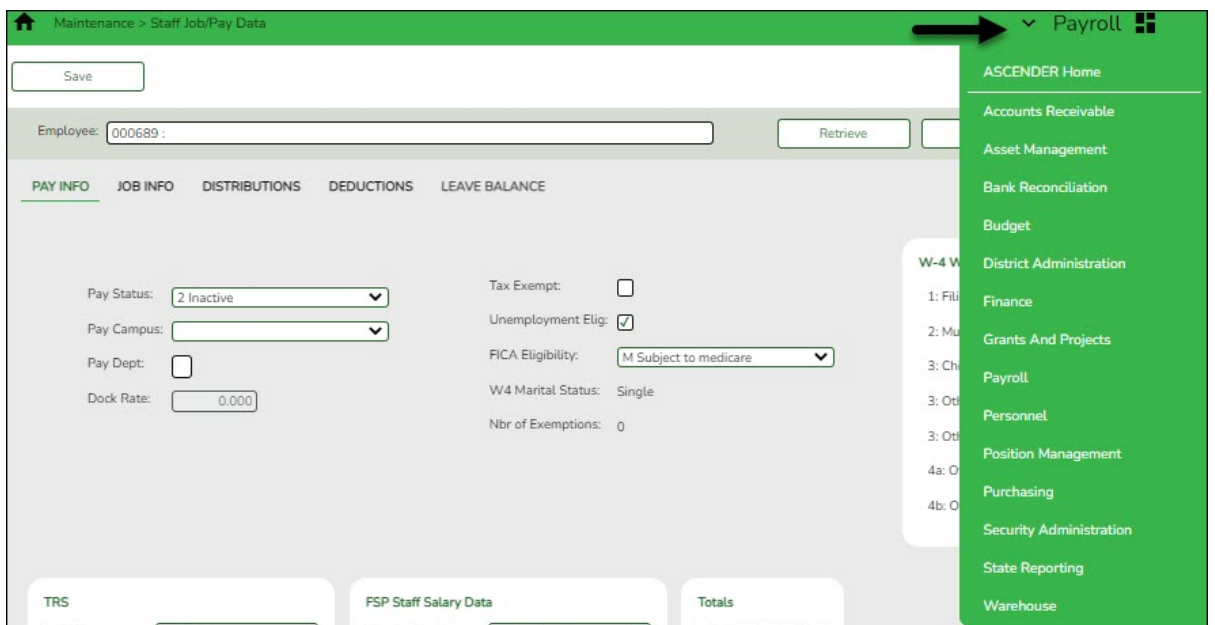 Maintenance > Staff Job/Pay Data
Payroll
Save
Employee: 000689 :
Retrieve
PAY INFO JOB INFO DISTRIBUTIONS DEDUCTIONS LEAVE BALANCE
Pay Status: 2 Inactive
Pay Campus:
Pay Dept:
Dock Rate: 0.000
Tax Exempt:
Unemployment Elig:
FICA Eligibility: M Subject to medicare
W4 Marital Status: Single
Nbr of Exemptions: 0
W-4 W
1: Fili
2: Mu
3: Chi
3: Oth
3: Oth
4a: O
4b: O
TRS
FSP Staff Salary Data
Totals
ASCENDER Home
Accounts Receivable
Asset Management
Bank Reconciliation
Budget
District Administration
Finance
Grants And Projects
Payroll
Personnel
Position Management
Purchasing
Security Administration
State Reporting
Warehouse